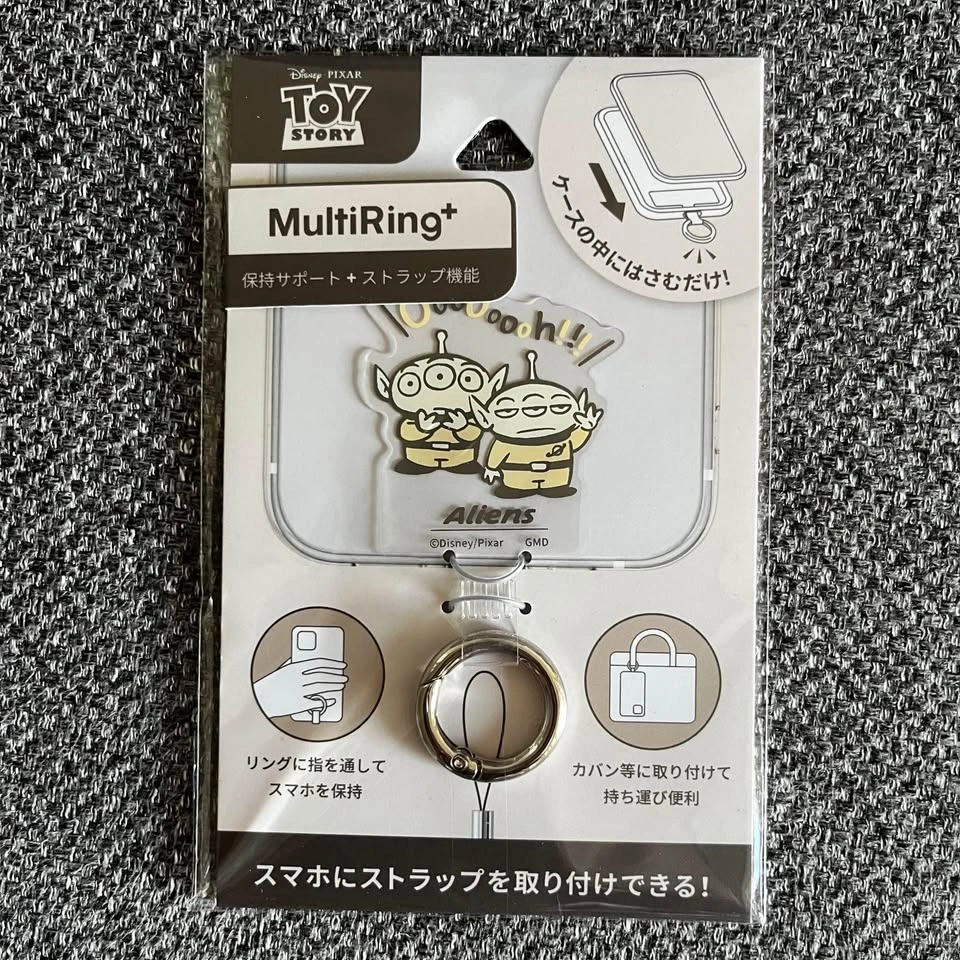 Disney PIXAR
TOY
STORY
MultiRing+
保持サポート + ストラップ機能
ケースの中にはさむだけ!
\Ooooooooh!!!/
Aliens
©Disney/Pixar GMD
リングに指を通して
スマホを保持
カバン等に取り付けて
持ち運び便利
スマホにストラップを取り付けできる!